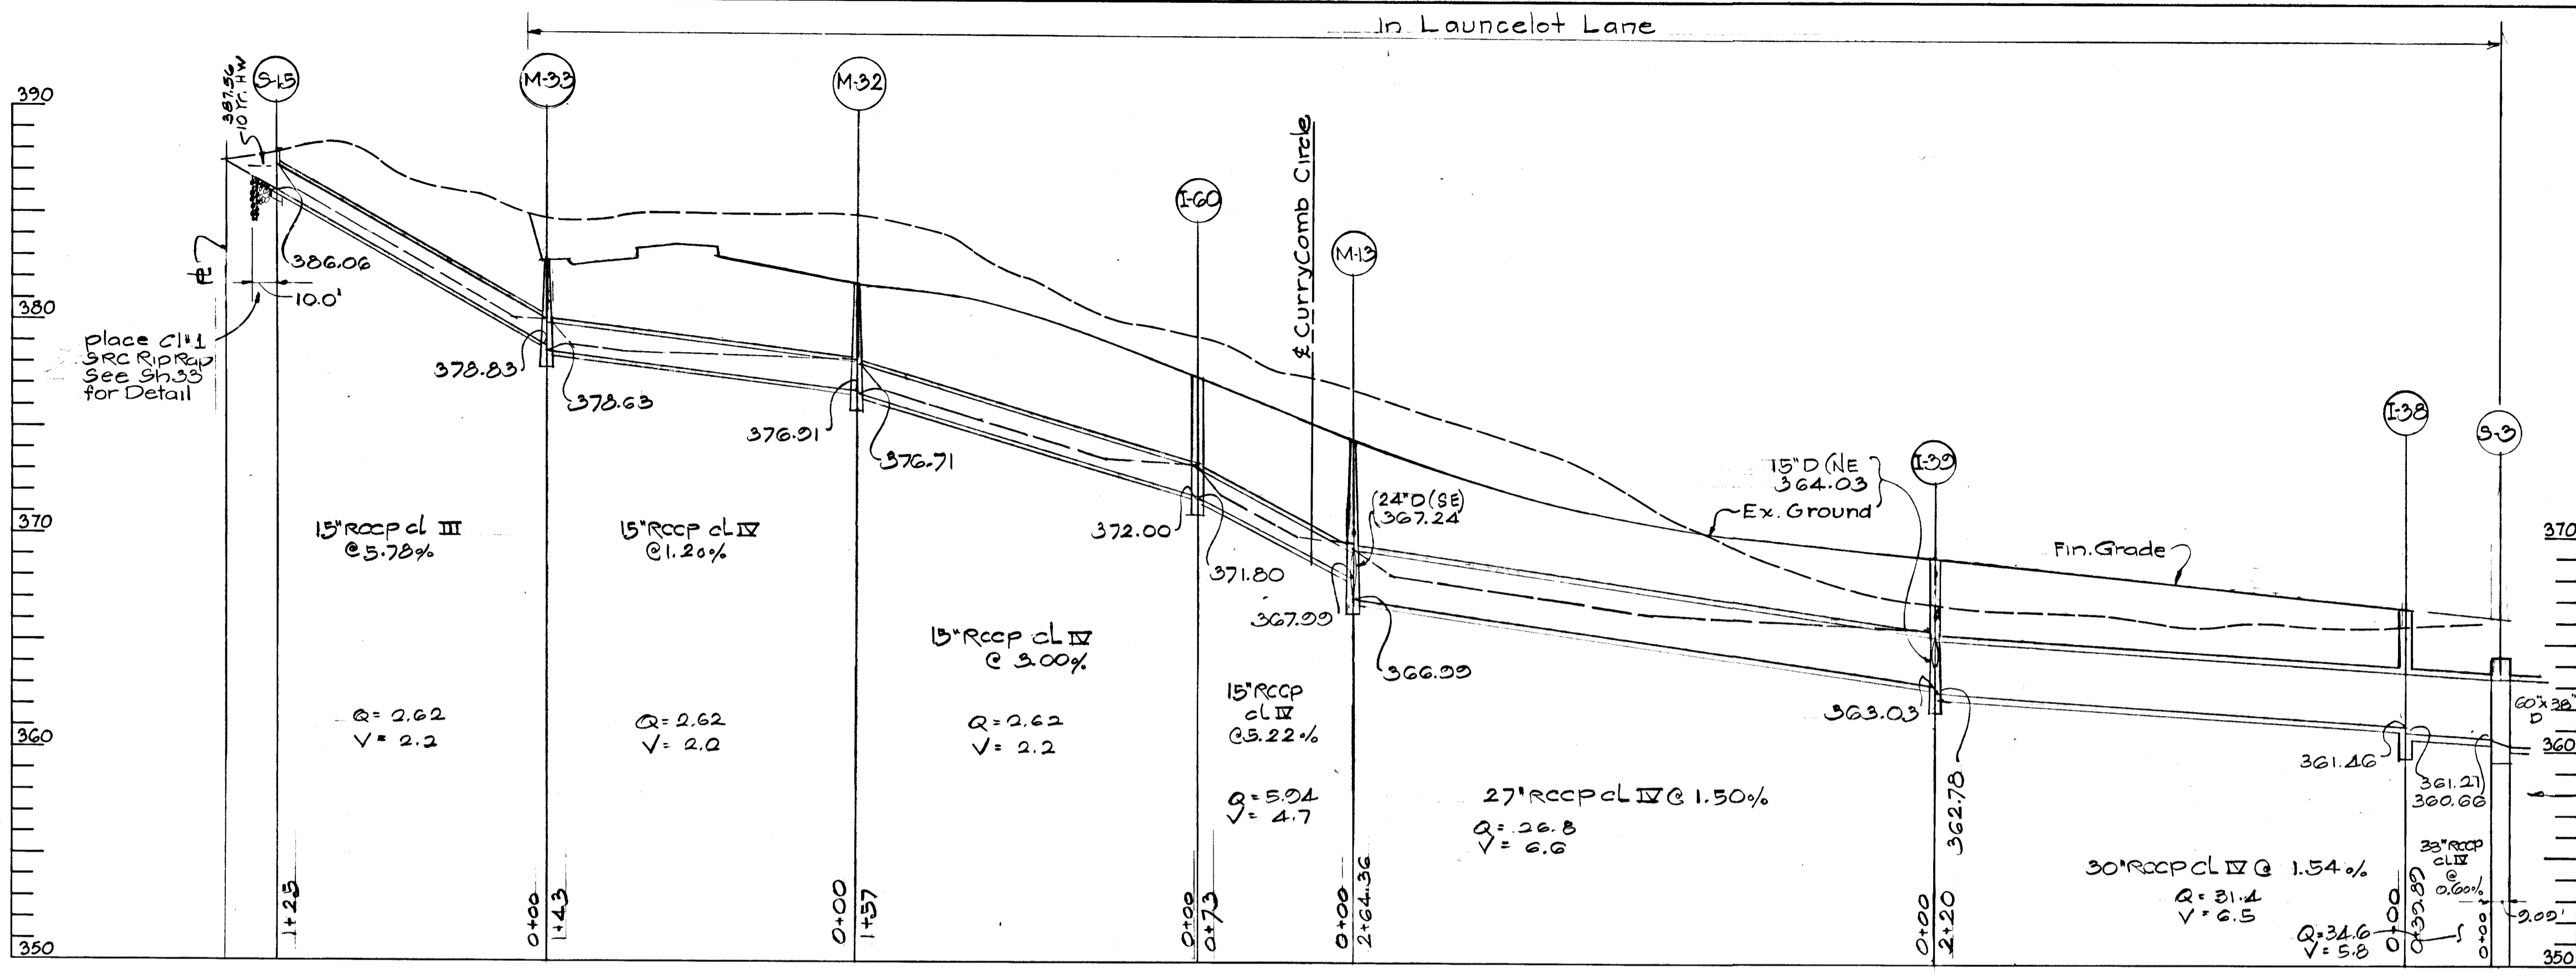 In Launcelot Lane
387.56
10 Yr. HW
S-15
M-33
M-32
I-60
M-13
I-39
I-38
S-3
390
380
370
360
350
370
360
350
℄ CurryComb Circle
386.06
10.0'
place Cl#1
SRC RipRap
See Sh33
for Detail
378.83
378.63
376.91
376.71
372.00
371.80
367.99
24"D(SE)
367.24
366.99
15"D(NE
364.03
Ex. Ground
Fin. Grade
363.03
362.78
361.46
361.21
360.66
60"x38"
D
15"RCCP cl III
@5.78%
Q= 2.62
V= 2.2
15"RCCP cL IV
@1.20%
Q= 2.62
V= 2.0
15"RCCP cL IV
@ 3.00%
Q= 2.62
V= 2.2
15"RCCP
cL IV
@5.22%
Q= 5.94
V= 4.7
27"RCCP cL IV @ 1.50%
Q= 26.8
V= 6.6
30"RCCP CL IV @ 1.54%
Q= 31.4
V= 6.5
33"RCCP
CL IV
@
0.60%
Q=34.6
V= 5.8
9.09'
1+25
0+00
1+43
0+00
1+57
0+00
0+73
0+00
2+64.36
0+00
2+20
0+00
0+39.89
0+00